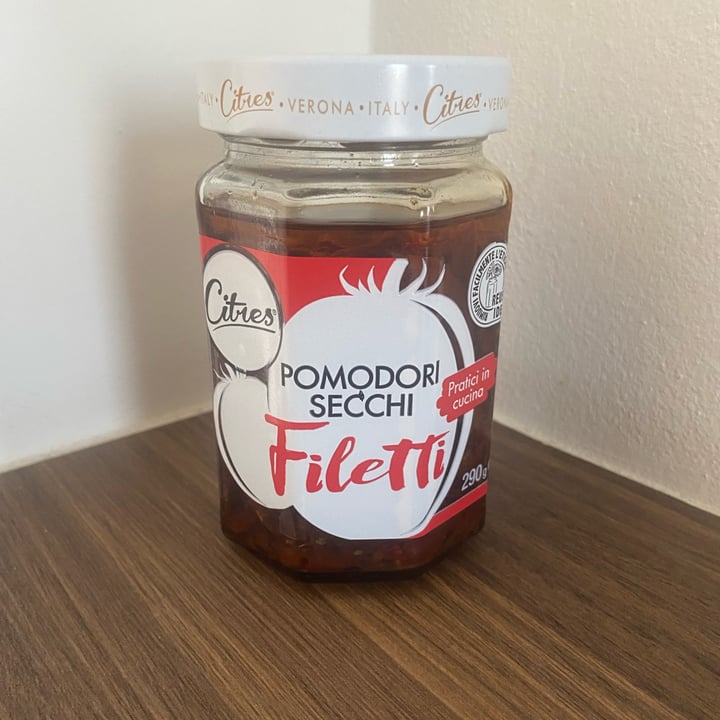 ITALY • Citres® • VERONA • ITALY • Citres® • VERONA
Citres®
POMODORI
SECCHI
Filetti
Pratici in
cucina
290g